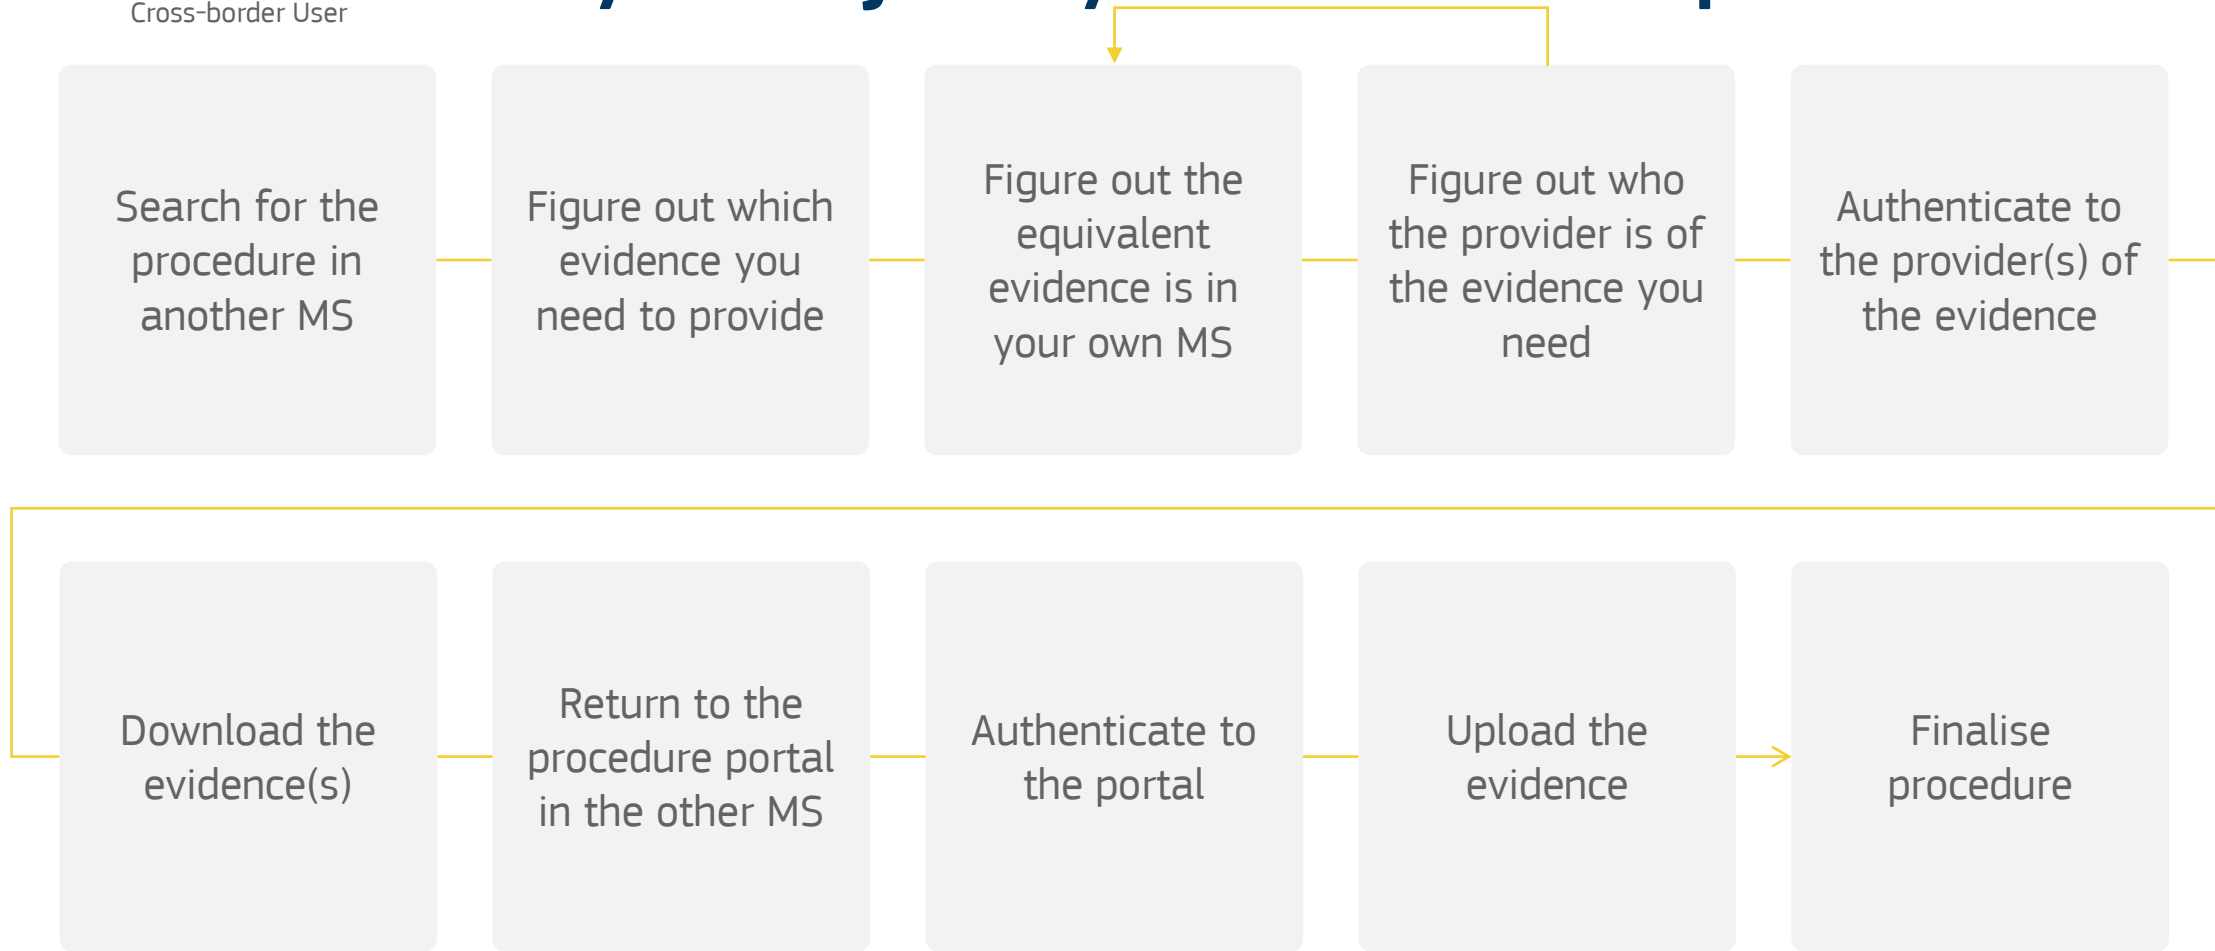 Cross-border User
Search for the
procedure in
another MS
Figure out which
evidence you
need to provide
Figure out the
equivalent
evidence is in
your own MS
Figure out who
the provider is of
the evidence you
need
Authenticate to
the provider(s) of
the evidence
Download the
evidence(s)
Return to the
procedure portal
in the other MS
Authenticate to
the portal
Upload the
evidence
Finalise
procedure